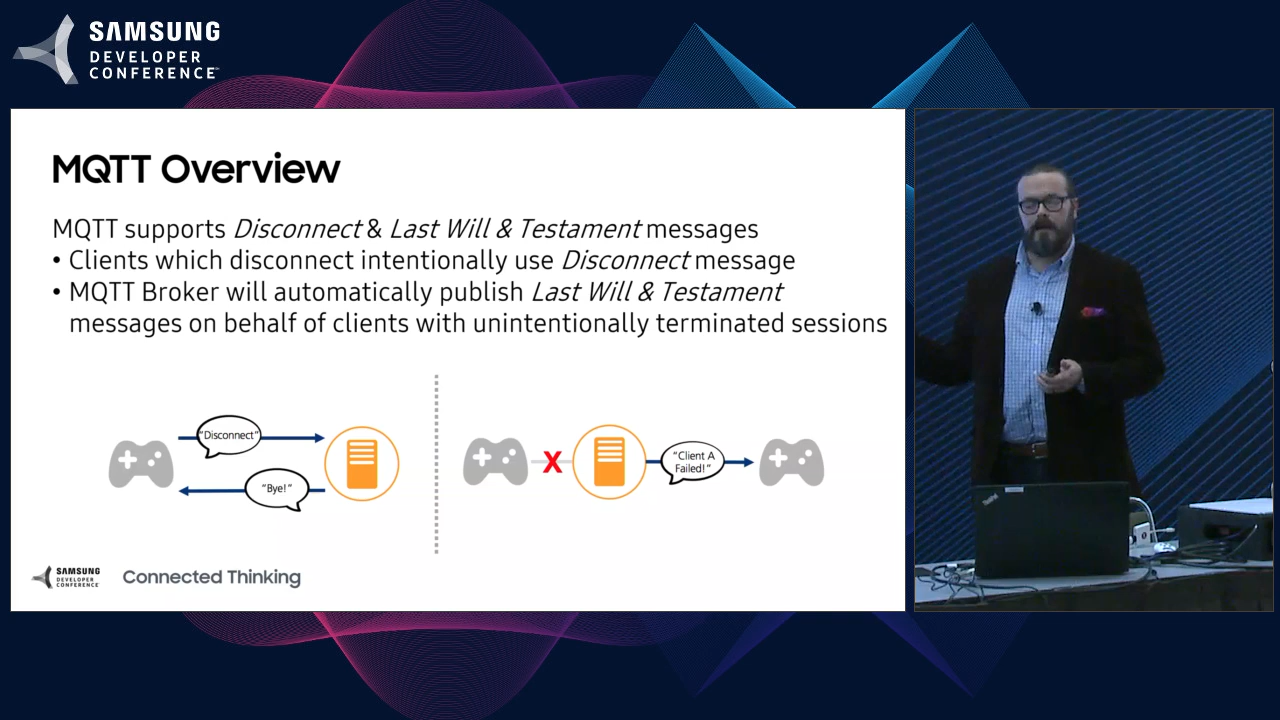 SAMSUNG
DEVELOPER
CONFERENCE
MQTT Overview
MQTT supports Disconnect & Last Will & Testament messages
• Clients which disconnect intentionally use Disconnect message
• MQTT Broker will automatically publish Last Will & Testament
messages on behalf of clients with unintentionally terminated sessions
"Disconnect"
"Bye!"
X
"Client A
Failed!"
SAMSUNG
DEVELOPER
CONFERENCE
Connected Thinking
ThinkPad